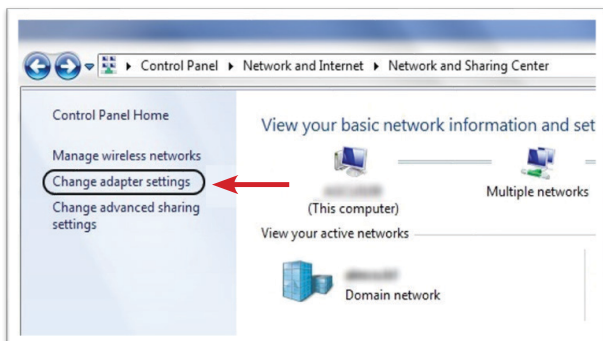 Control Panel Network and Internet Network and Sharing Center
Control Panel Home
Manage wireless networks
Change adapter settings
Change advanced sharing
settings
View your basic network information and set
(This computer)
Multiple networks
View your active networks
Domain network